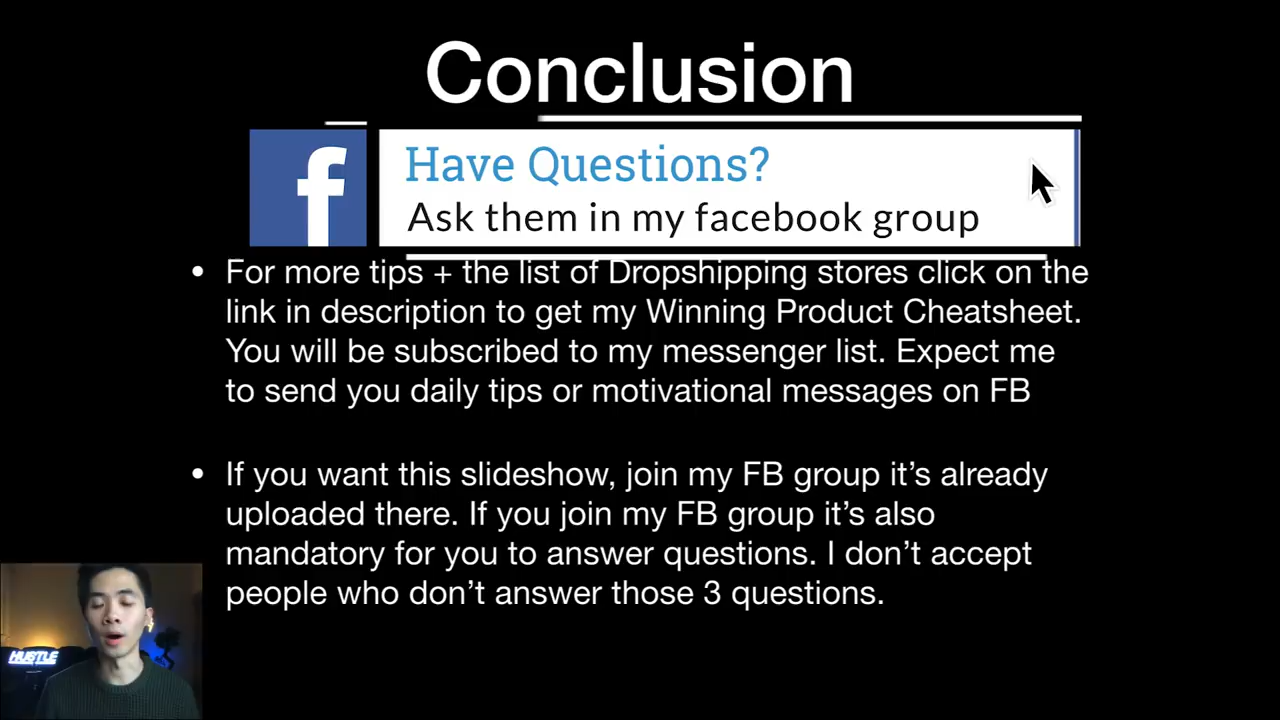 Conclusion
f
Have Questions?
Ask them in my facebook group
• For more tips + the list of Dropshipping stores click on the
link in description to get my Winning Product Cheatsheet.
You will be subscribed to my messenger list. Expect me
to send you daily tips or motivational messages on FB
• If you want this slideshow, join my FB group it’s already
uploaded there. If you join my FB group it’s also
mandatory for you to answer questions. I don’t accept
people who don’t answer those 3 questions.
HUSTLE